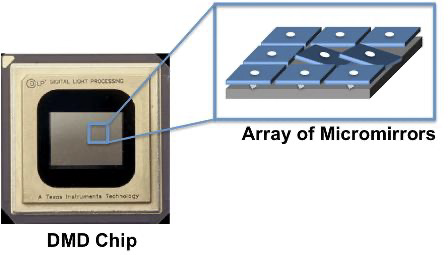 DLP DIGITAL LIGHT PROCESSING
A Texas Instruments Technology
Array of Micromirrors
DMD Chip